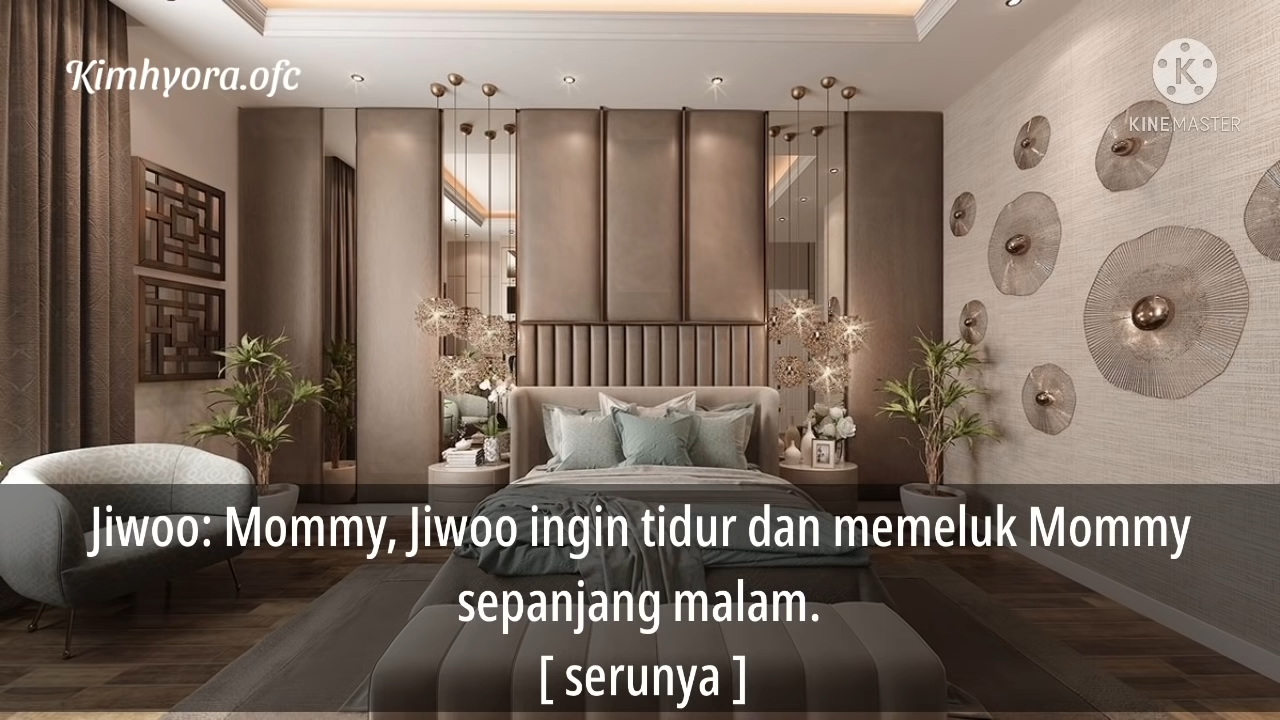 Kimhyora.ofc
K
KINEMASTER
Jiwoo: Mommy, Jiwoo ingin tidur dan memeluk Mommy
sepanjang malam.
[ serunya ]